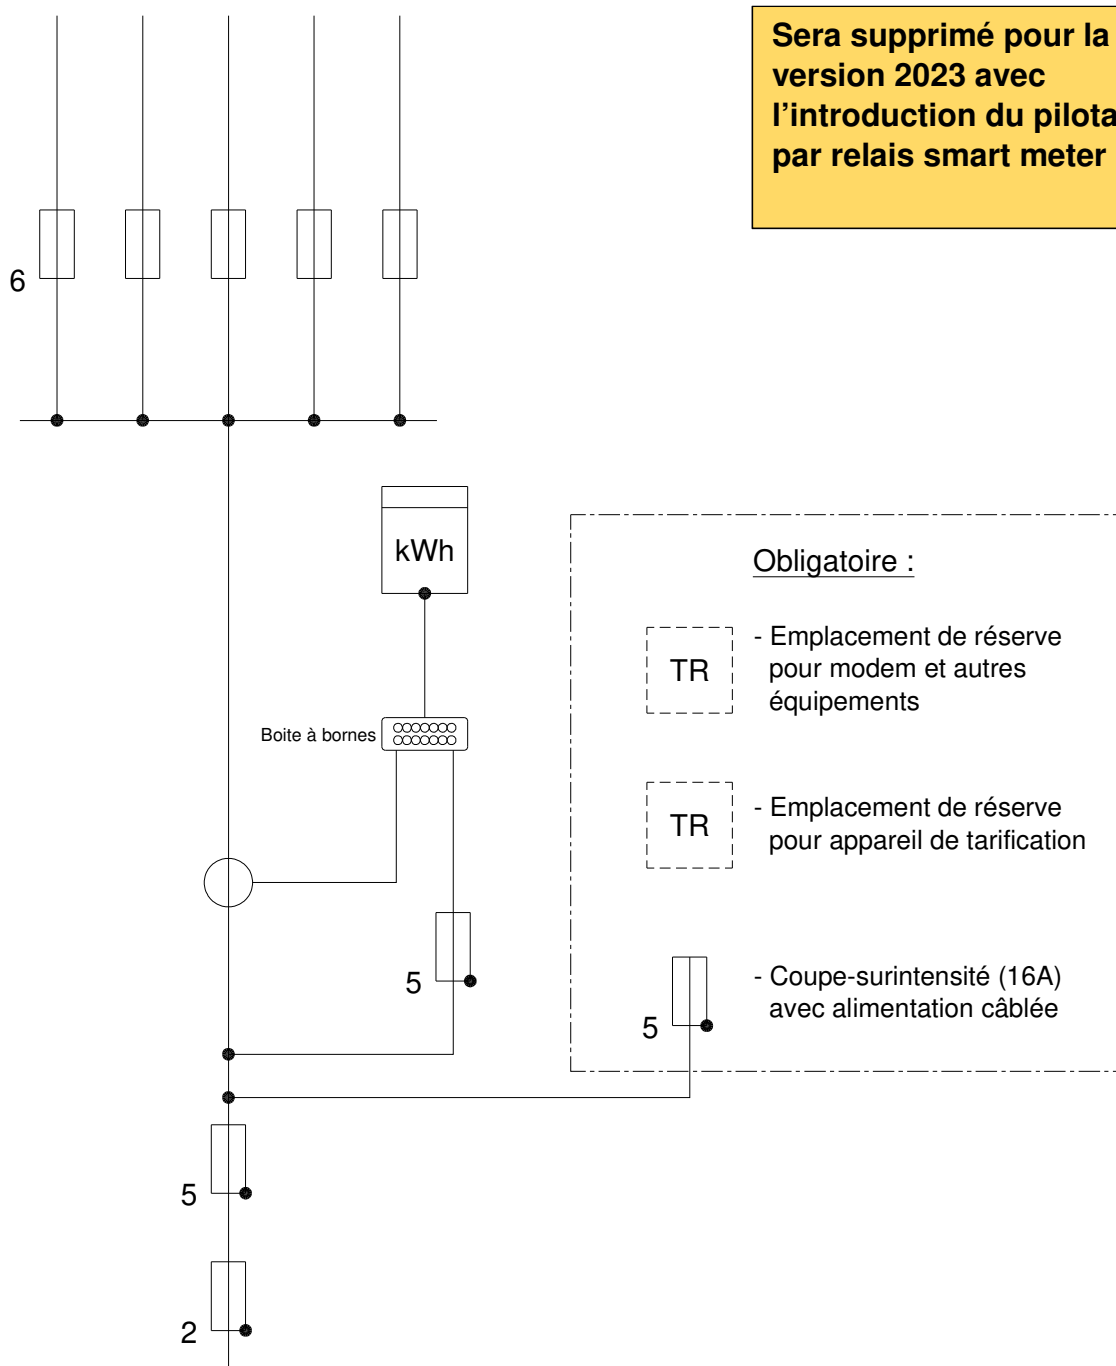 Sera supprimé pour la
version 2023 avec
l'introduction du pilota
par relais smart meter
6
kWh
Obligatoire :
TR
- Emplacement de réserve
pour modem et autres
équipements
Boite à bornes
TR
- Emplacement de réserve
pour appareil de tarification
5
- Coupe-surintensité (16A)
avec alimentation câblée
5
5
2